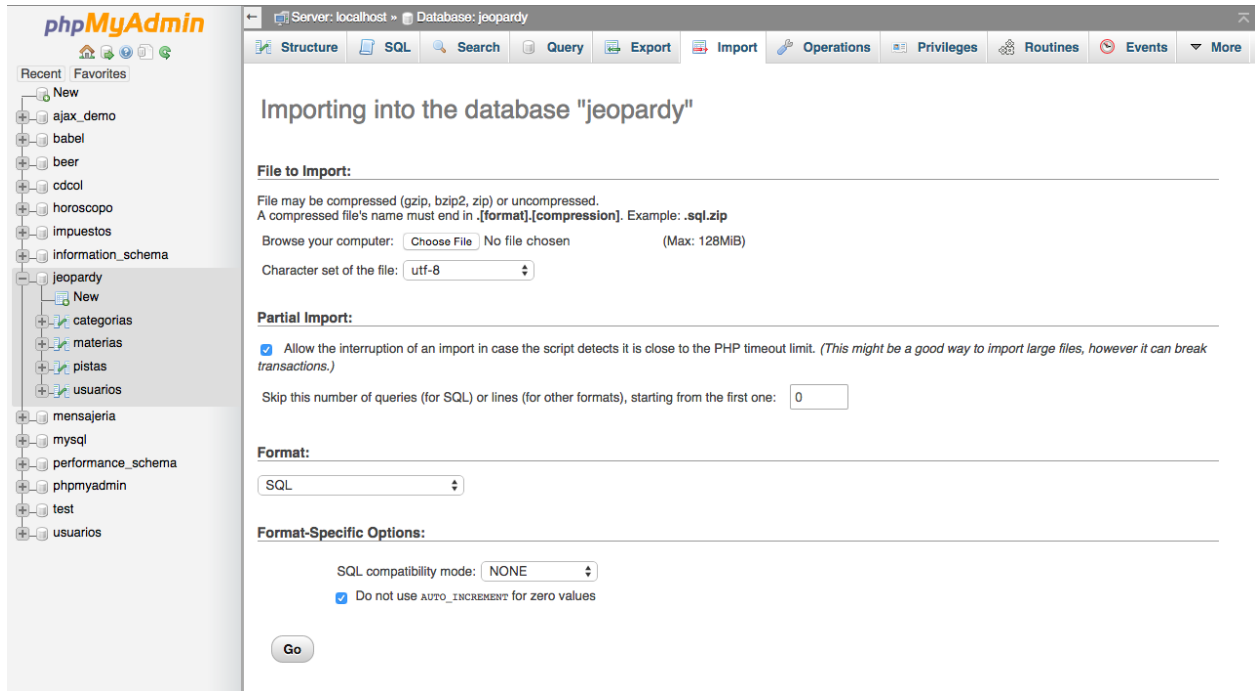 phpMyAdmin
Recent Favorites
New
ajax_demo
babel
beer
cdcol
horoscopo
impuestos
information_schema
jeopardy
New
categorias
materias
pistas
usuarios
mensajeria
mysql
performance_schema
phpmyadmin
test
usuarios
Server: localhost » Database: jeopardy
Structure SQL Search Query Export Import Operations Privileges Routines Events More
Importing into the database "jeopardy"
File to Import:
File may be compressed (gzip, bzip2, zip) or uncompressed.
A compressed file's name must end in .[format].[compression]. Example: .sql.zip
Browse your computer: Choose File No file chosen (Max: 128MiB)
Character set of the file: utf-8
Partial Import:
Allow the interruption of an import in case the script detects it is close to the PHP timeout limit. (This might be a good way to import large files, however it can break
transactions.)
Skip this number of queries (for SQL) or lines (for other formats), starting from the first one: 0
Format:
SQL
Format-Specific Options:
SQL compatibility mode: NONE
Do not use AUTO_INCREMENT for zero values
Go